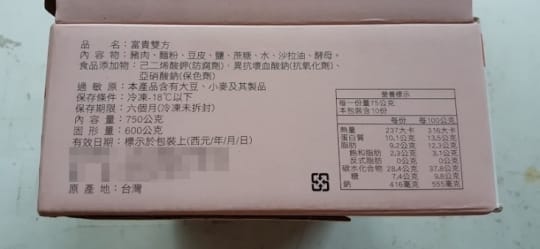 品名：富貴雙方
內容物：豬肉、麵粉、豆皮、鹽、蔗糖、水、沙拉油、酵母。
食品添加物：己二烯酸鉀(防腐劑)、異抗壞血酸鈉(抗氧化劑)、
亞硝酸鈉(保色劑)
過敏原：本產品含有大豆、小麥及其製品
保存條件：冷凍-18℃以下
保存期限：六個月(冷凍未拆封)
內容量：750公克
固形量：600公克
有效日期：標示於包裝上(西元/年/月/日)
原產地：台灣
營養標示
每一份量75公克
本包裝含10份
每份 每100公克
熱量 237大卡 316大卡
蛋白質 10.1公克 13.5公克
脂肪 9.2公克 12.3公克
飽和脂肪 2.3公克 3.1公克
反式脂肪 0公克 0公克
碳水化合物 28.4公克 37.8公克
糖 7.4公克 9.8公克
鈉 416毫克 555毫克